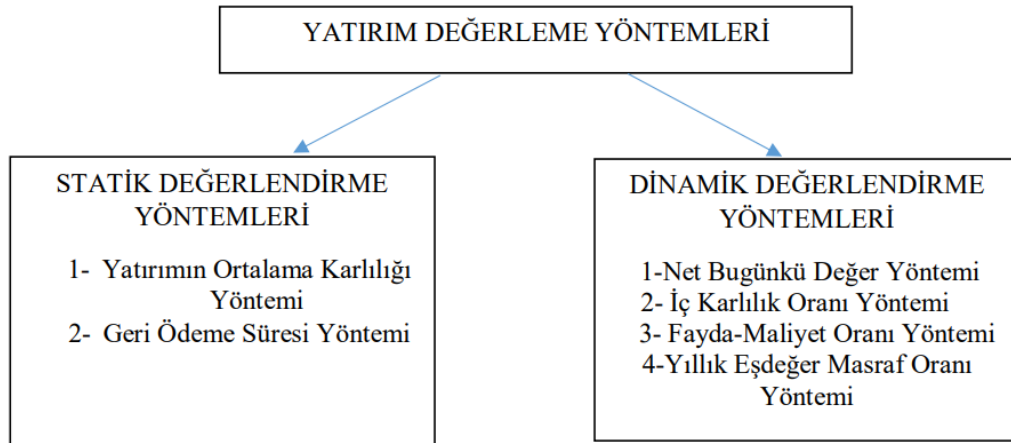 YATIRIM DEĞERLEME YÖNTEMLERİ
STATİK DEĞERLENDİRME
YÖNTEMLERİ
1- Yatırımın Ortalama Karlılığı
Yöntemi
2- Geri Ödeme Süresi Yöntemi
DİNAMİK DEĞERLENDİRME
YÖNTEMLERİ
1-Net Bugünkü Değer Yöntemi
2- İç Karlılık Oranı Yöntemi
3- Fayda-Maliyet Oranı Yöntemi
4-Yıllık Eşdeğer Masraf Oranı
Yöntemi